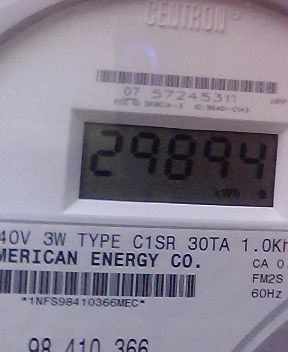 CENTRON®
07 57245311
29894
kWh
40V 3W TYPE C1SR 30TA 1.0Kh
MERICAN ENERGY CO.
CA 0.
FM2S
*1NFS98410366MEC*
60Hz
98 410 366